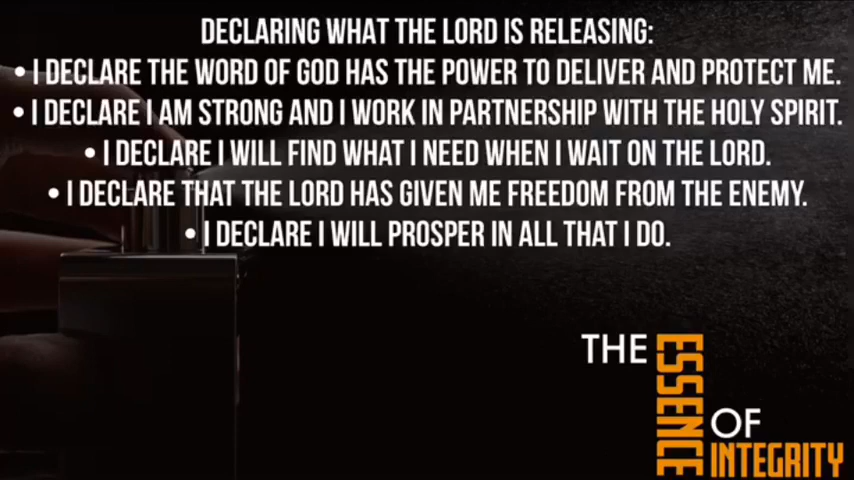 DECLARING WHAT THE LORD IS RELEASING:
• I DECLARE THE WORD OF GOD HAS THE POWER TO DELIVER AND PROTECT ME.
• I DECLARE I AM STRONG AND I WORK IN PARTNERSHIP WITH THE HOLY SPIRIT.
• I DECLARE I WILL FIND WHAT I NEED WHEN I WAIT ON THE LORD.
• I DECLARE THAT THE LORD HAS GIVEN ME FREEDOM FROM THE ENEMY.
• I DECLARE I WILL PROSPER IN ALL THAT I DO.
THE
ESSENCE
OF
INTEGRITY